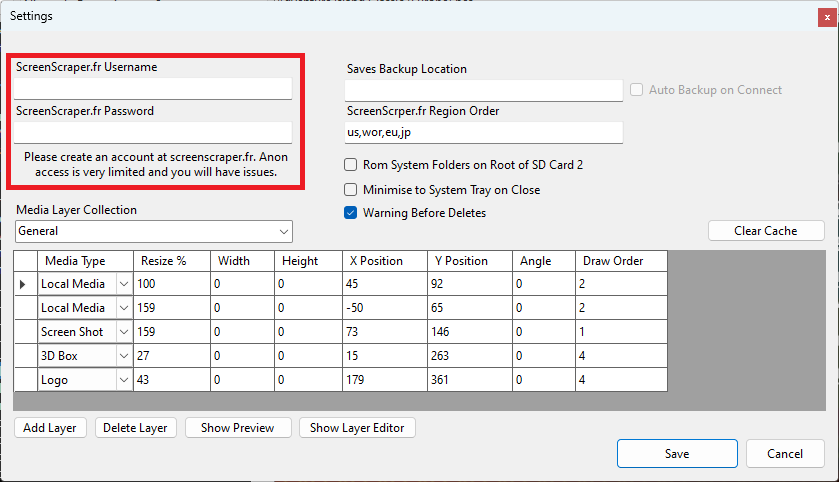 Settings
x
ScreenScraper.fr Username
Saves Backup Location
Auto Backup on Connect
ScreenScraper.fr Password
ScreenScrper.fr Region Order
us,wor,eu,jp
Please create an account at screenscraper.fr. Anon
access is very limited and you will have issues.
Rom System Folders on Root of SD Card 2
Minimise to System Tray on Close
Warning Before Deletes
Media Layer Collection
General
Clear Cache
Media Type Resize % Width Height X Position Y Position Angle Draw Order
Local Media 100 0 0 45 92 0 2
Local Media 159 0 0 -50 65 0 2
Screen Shot 159 0 0 73 146 0 1
3D Box 27 0 0 15 263 0 4
Logo 43 0 0 179 361 0 4
Add Layer Delete Layer Show Preview Show Layer Editor
Save Cancel